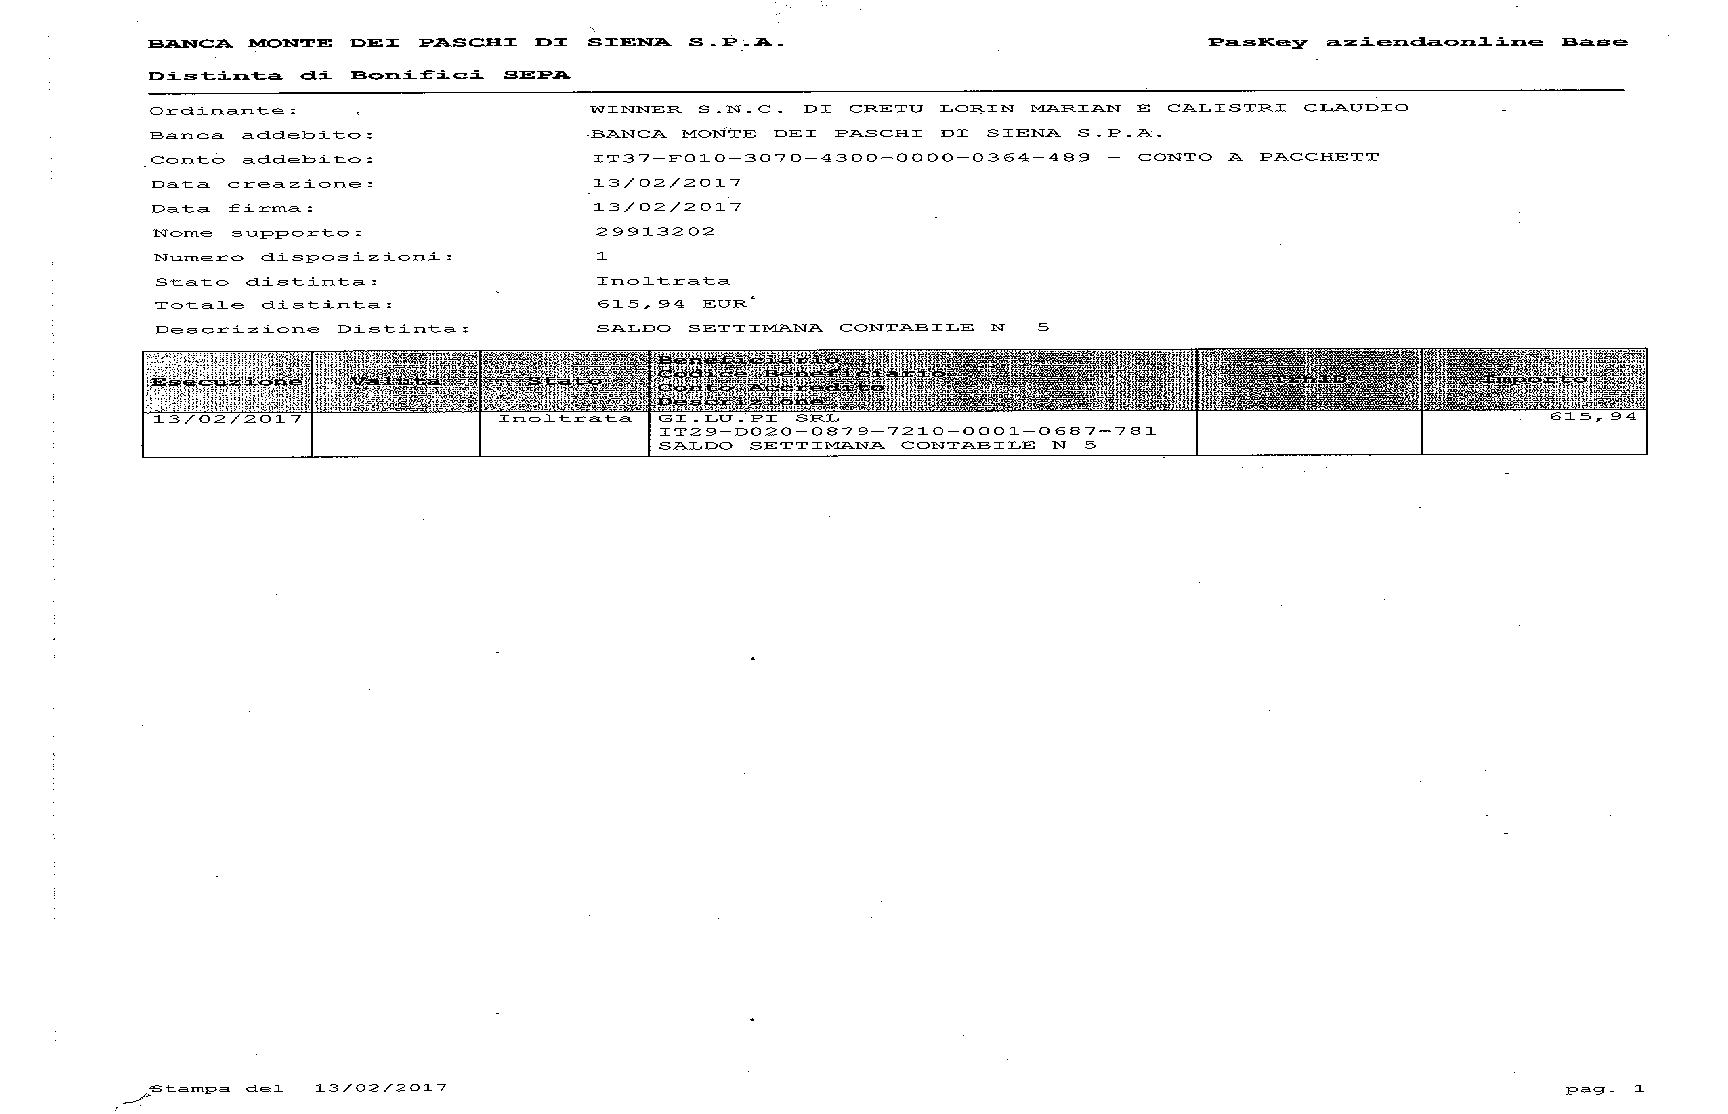 BANCA MONTE DEI PASCHI DI SIENA S.P.A. PasKey aziendaonline Base
Distinta di Bonifici SEPA
Ordinante: WINNER S.N.C. DI CRETU LORIN MARIAN E CALISTRI CLAUDIO
Banca addebito: BANCA MONTE DEI PASCHI DI SIENA S.P.A.
Conto addebito: IT37-F010-3070-4300-0000-0364-489 - CONTO A PACCHETT
Data creazione: 13/02/2017
Data firma: 13/02/2017
Nome supporto: 29913202
Numero disposizioni: 1
Stato distinta: Inoltrata
Totale distinta: 615,94 EUR
Descrizione Distinta: SALDO SETTIMANA CONTABILE N 5
Beneficiario
Codice Beneficiario
Esecuzione Valuta Stato Conto Accredito Importo
Descrizione
13/02/2017 Inoltrata GI.LU.PI SRL 615,94
IT29-D020-0879-7210-0001-0687-781
SALDO SETTIMANA CONTABILE N 5
Stampa del 13/02/2017 pag. 1